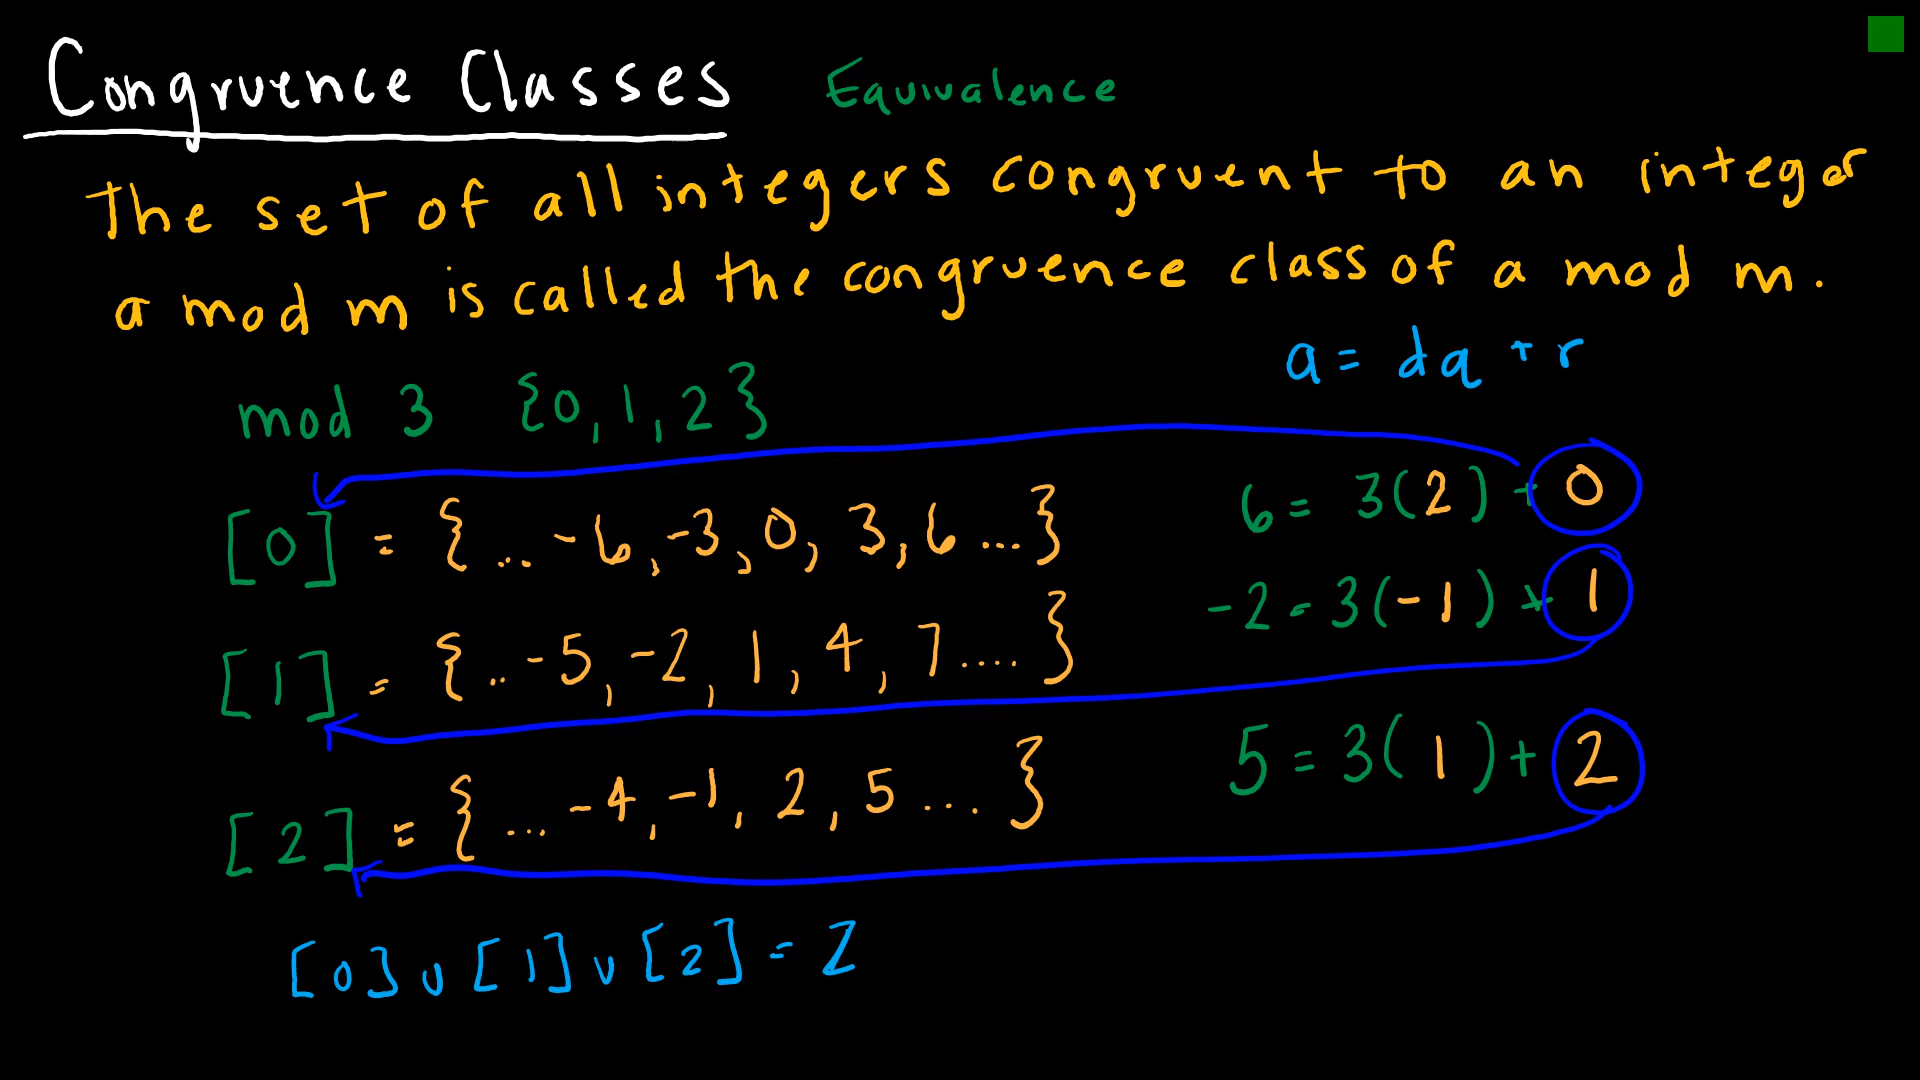 Congruence Classes Equivalence
The set of all integers congruent to an integer
a mod m is called the congruence class of a mod m.
a = dq + r
mod 3 {0, 1, 2}
[0] = {... -6, -3, 0, 3, 6 ...} 6 = 3(2) + 0
[1] = {.. -5, -2, 1, 4, 7 ....} -2 = 3(-1) + 1
[2] = {... -4, -1, 2, 5 ... } 5 = 3(1) + 2
[0] ∪ [1] ∪ [2] = Z